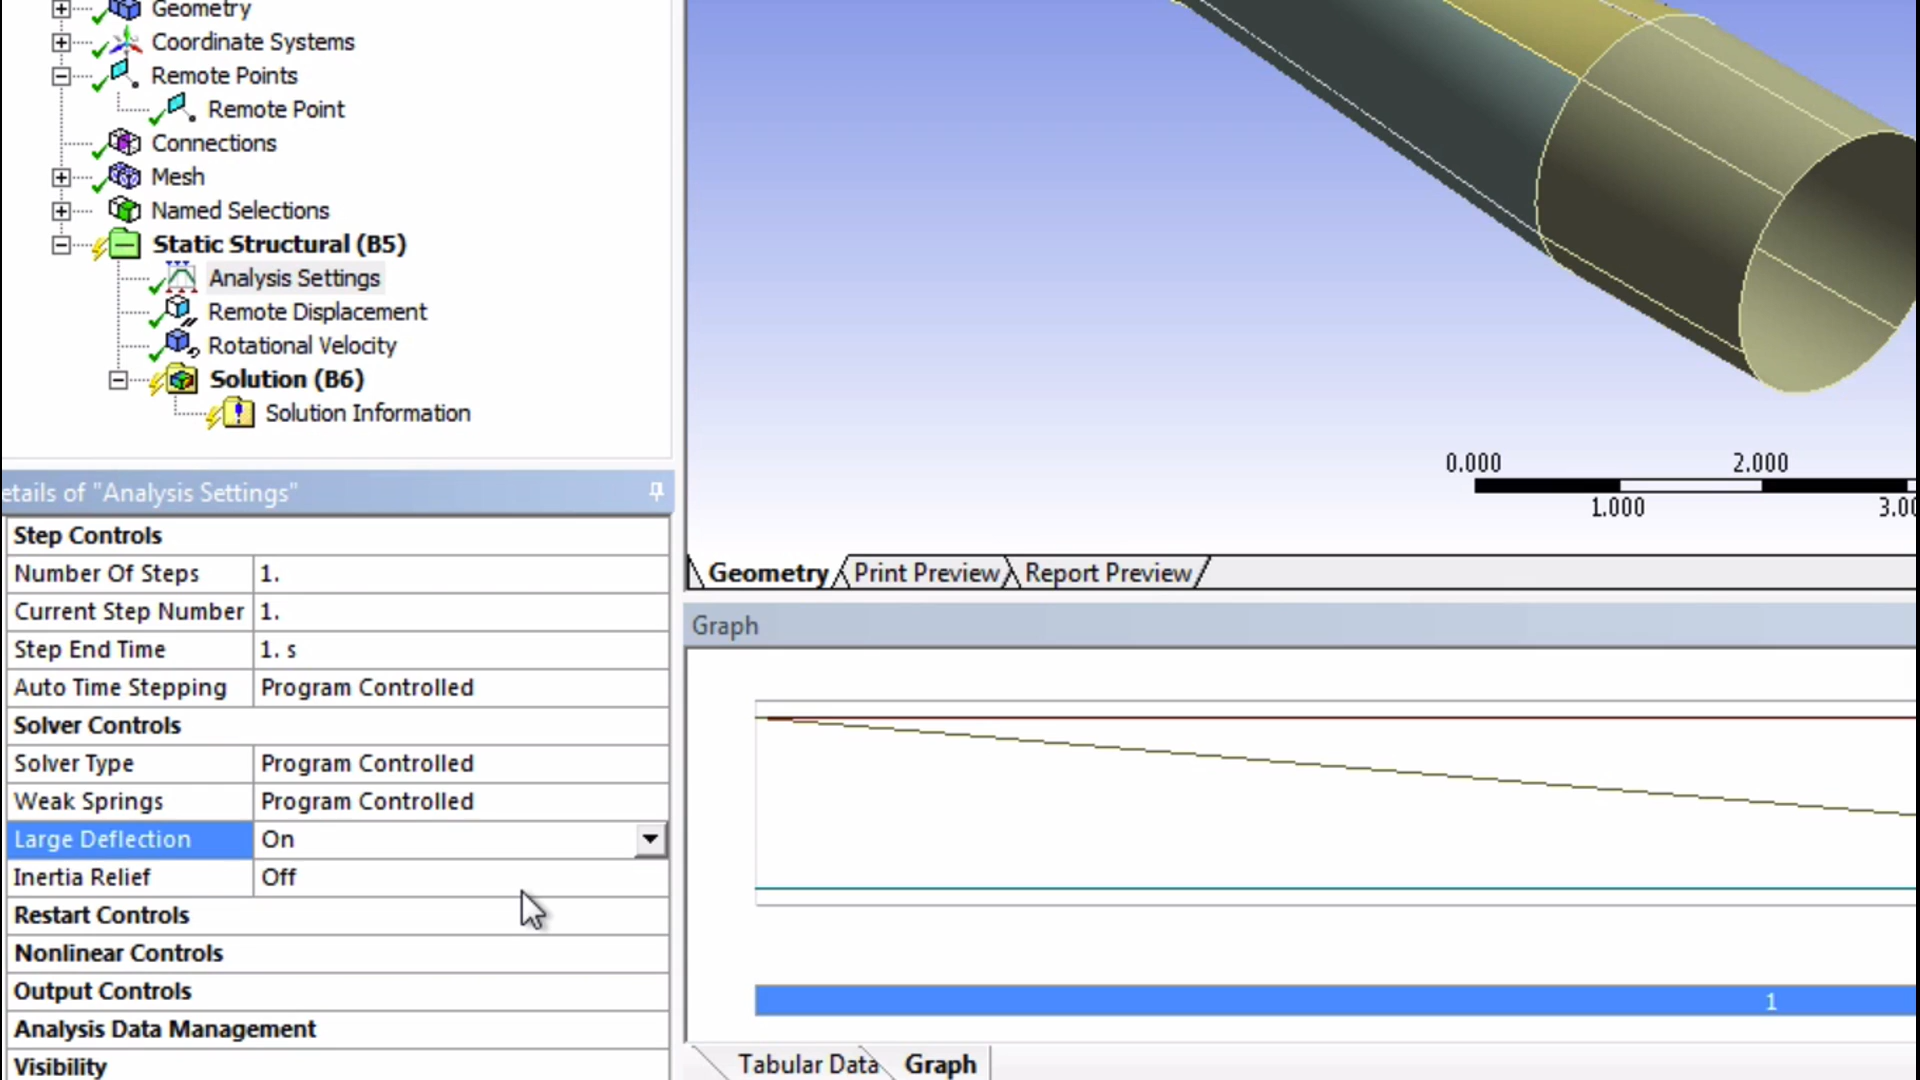 Geometry
Coordinate Systems
Remote Points
Remote Point
Connections
Mesh
Named Selections
Static Structural (B5)
Analysis Settings
Remote Displacement
Rotational Velocity
Solution (B6)
Solution Information
etails of "Analysis Settings"
Step Controls
Number Of Steps 1.
Current Step Number 1.
Step End Time 1. s
Auto Time Stepping Program Controlled
Solver Controls
Solver Type Program Controlled
Weak Springs Program Controlled
Large Deflection On
Inertia Relief Off
Restart Controls
Nonlinear Controls
Output Controls
Analysis Data Management
Visibility
0.000 2.000
1.000 3.00
Geometry Print Preview Report Preview
Graph
1
Tabular Data Graph